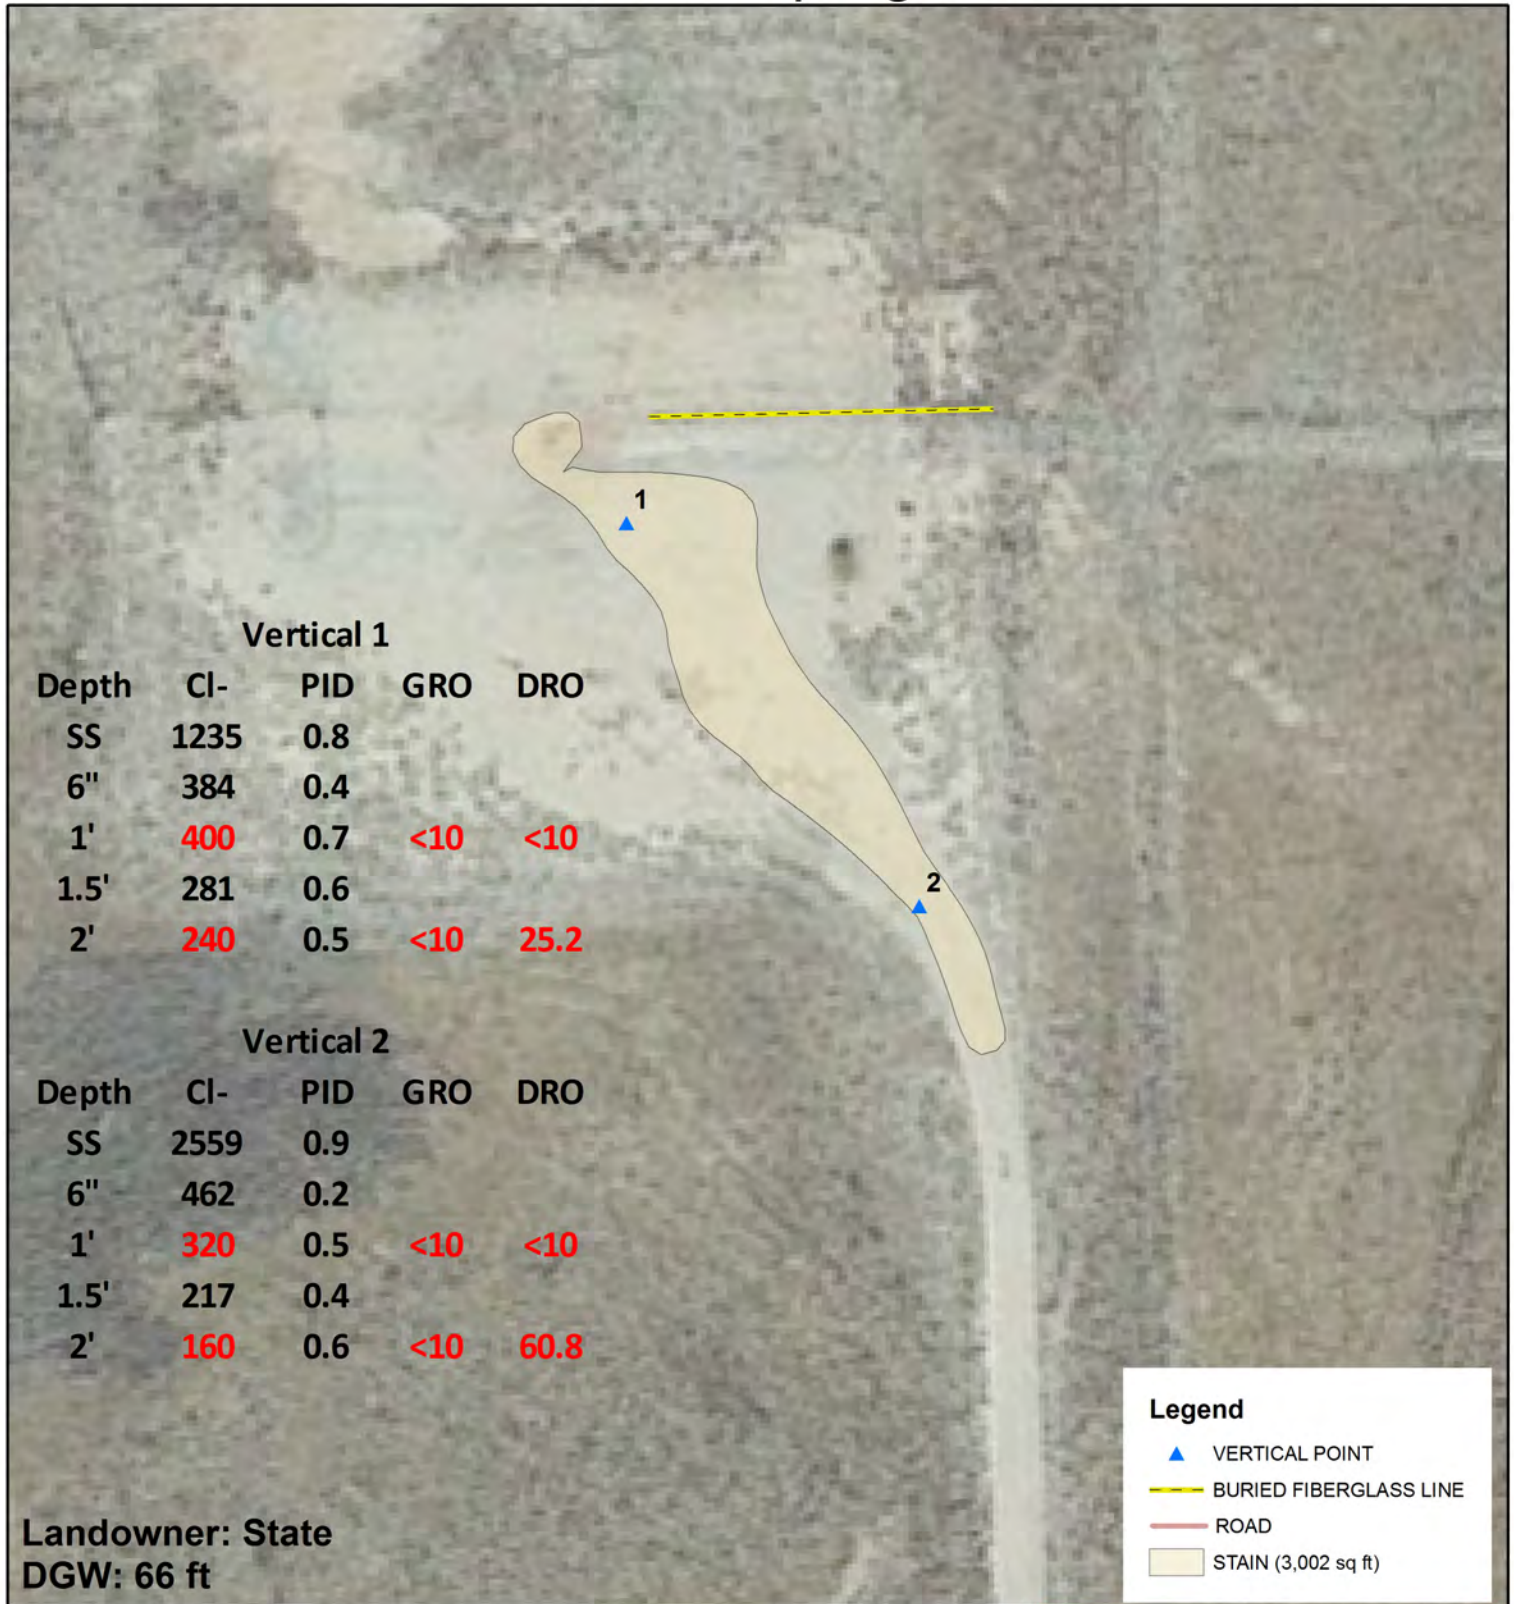 1
2
Vertical 1
Depth Cl- PID GRO DRO
SS 1235 0.8
6" 384 0.4
1' 400 0.7 <10 <10
1.5' 281 0.6
2' 240 0.5 <10 25.2
Vertical 2
Depth Cl- PID GRO DRO
SS 2559 0.9
6" 462 0.2
1' 320 0.5 <10 <10
1.5' 217 0.4
2' 160 0.6 <10 60.8
Landowner: State
DGW: 66 ft
Legend
VERTICAL POINT
BURIED FIBERGLASS LINE
ROAD
STAIN (3,002 sq ft)